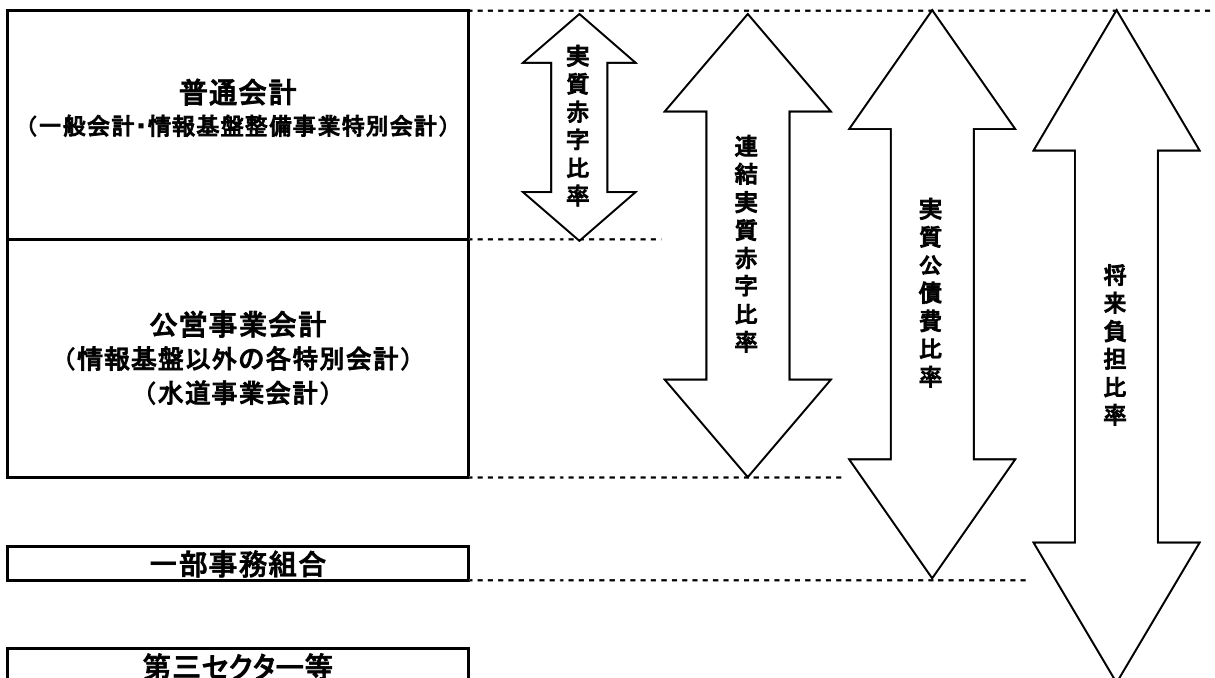 普通会計
（一般会計・情報基盤整備事業特別会計）
公営事業会計
（情報基盤以外の各特別会計）
（水道事業会計）
一部事務組合
第三セクター等
実質赤字比率
連結実質赤字比率
実質公債費比率
将来負担比率